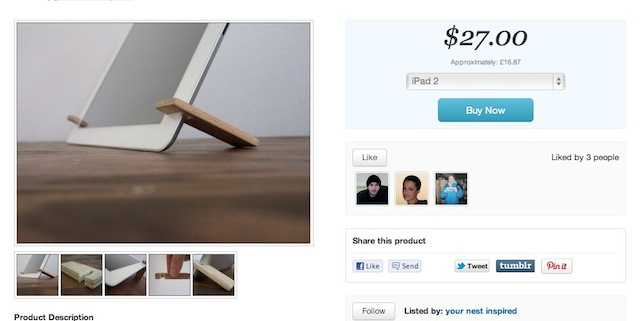 $27.00
Approximately: £16.87
iPad 2
Buy Now
Like
Liked by 3 people
Share this product
Like
Send
Tweet
tumblr.
Pin it
Follow
Listed by: your nest inspired
Product Description